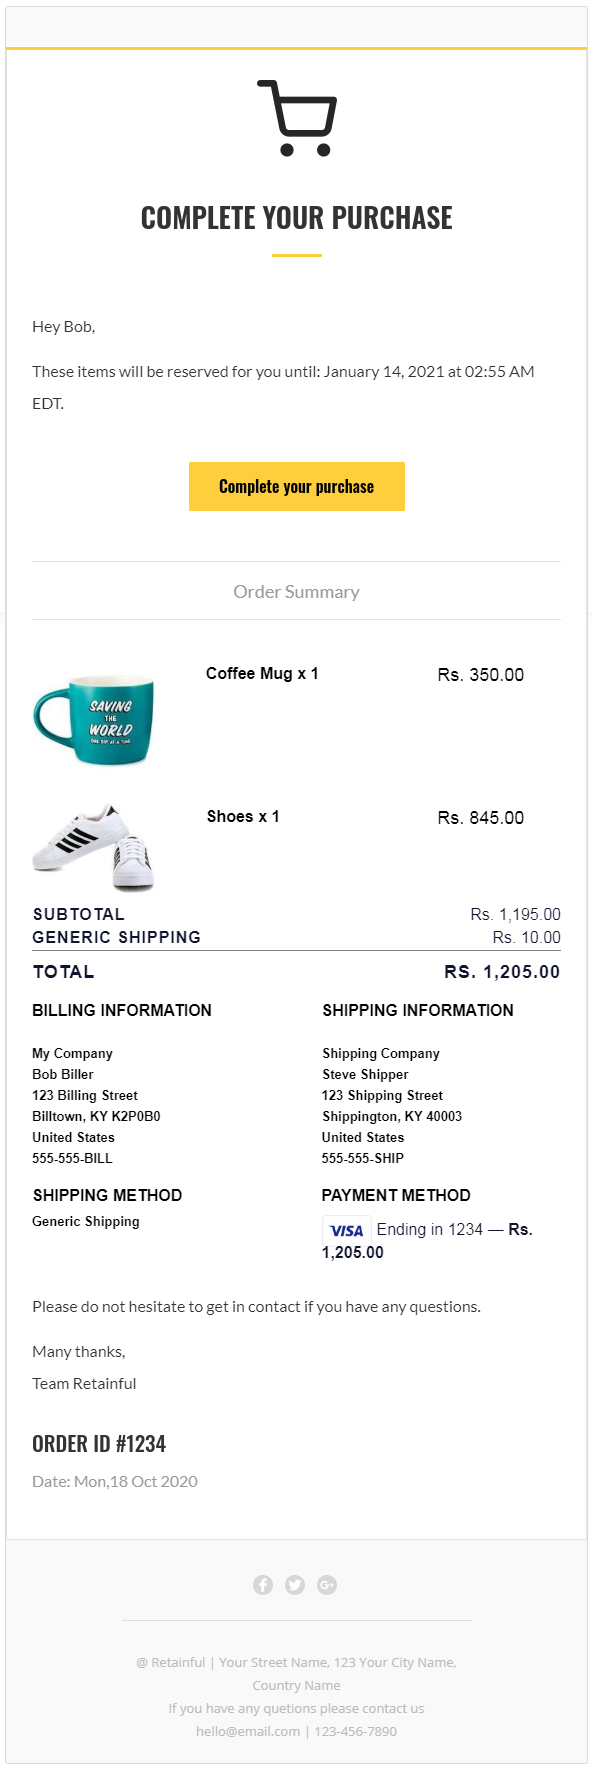 COMPLETE YOUR PURCHASE
Hey Bob,
These items will be reserved for you until: January 14, 2021 at 02:55 AM
EDT.
Complete your purchase
Order Summary
SAVING
THE
WORLD
ONE SIP AT A TIME
Coffee Mug x 1
Rs. 350.00
Shoes x 1
Rs. 845.00
SUBTOTAL Rs. 1,195.00
GENERIC SHIPPING Rs. 10.00
TOTAL RS. 1,205.00
BILLING INFORMATION
My Company
Bob Biller
123 Billing Street
Billtown, KY K2P0B0
United States
555-555-BILL
SHIPPING INFORMATION
Shipping Company
Steve Shipper
123 Shipping Street
Shippington, KY 40003
United States
555-555-SHIP
SHIPPING METHOD
Generic Shipping
PAYMENT METHOD
VISA Ending in 1234 — Rs.
1,205.00
Please do not hesitate to get in contact if you have any questions.
Many thanks,
Team Retainful
ORDER ID #1234
Date: Mon,18 Oct 2020
@ Retainful | Your Street Name, 123 Your City Name,
Country Name
If you have any quetions please contact us
hello@email.com | 123-456-7890